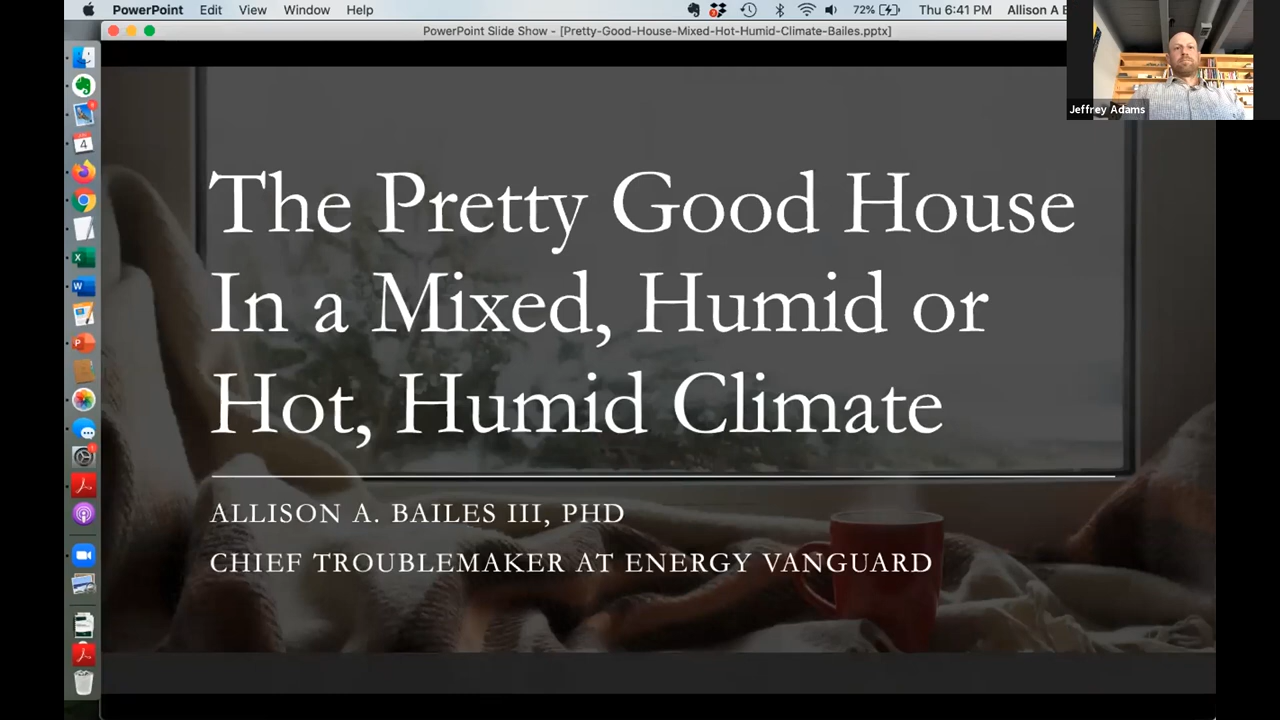 PowerPoint Edit View Window Help 72% Thu 6:41 PM Allison A
PowerPoint Slide Show - [Pretty-Good-House-Mixed-Hot-Humid-Climate-Bailes.pptx]
Jeffrey Adams
The Pretty Good House
In a Mixed, Humid or
Hot, Humid Climate
ALLISON A. BAILES III, PHD
CHIEF TROUBLEMAKER AT ENERGY VANGUARD
4